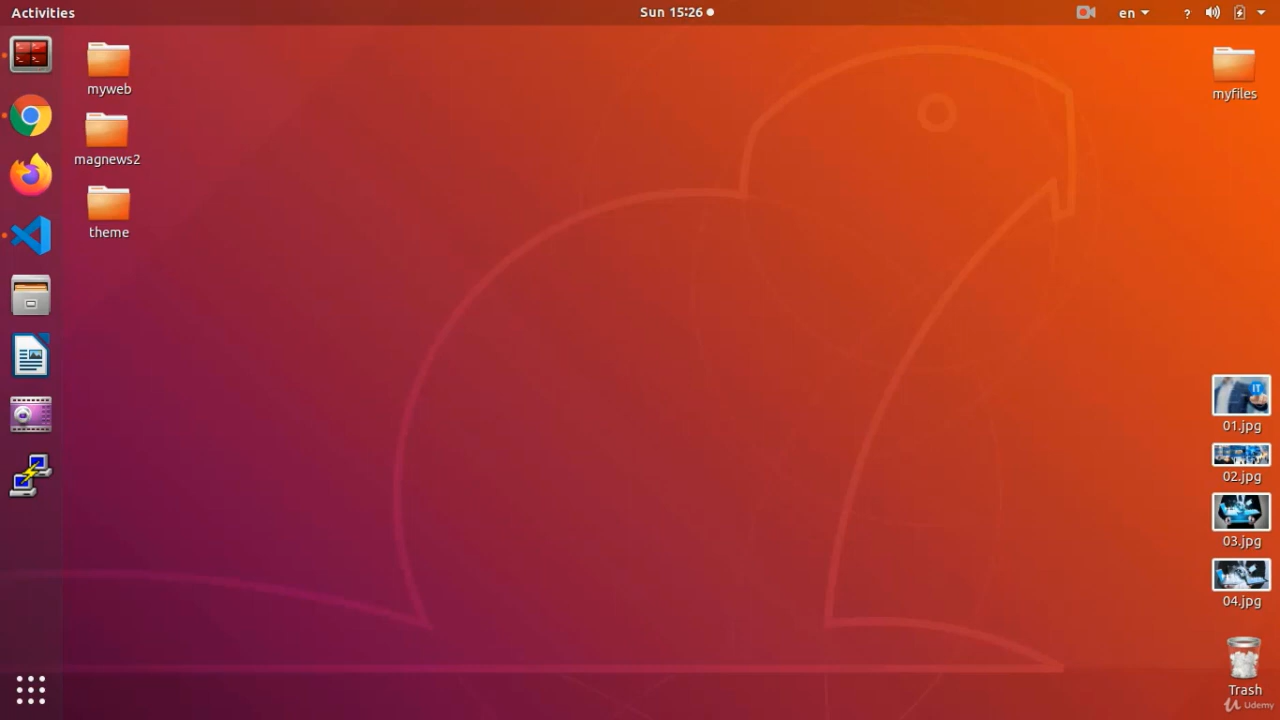 Activities
Sun 15:26
en
?
myweb
magnews2
theme
myfiles
IT
01.jpg
02.jpg
03.jpg
04.jpg
Trash
Udemy